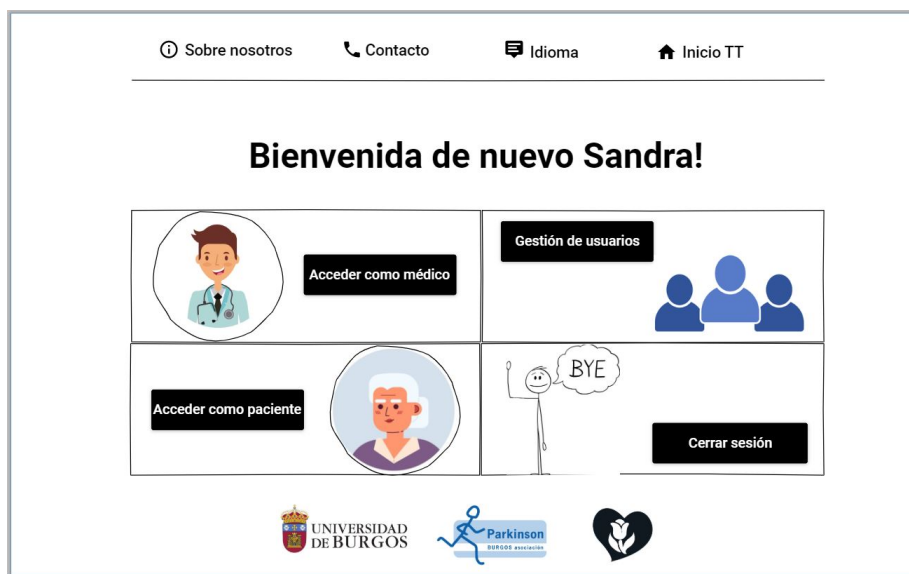 Sobre nosotros
Contacto
Idioma
Inicio TT
Bienvenida de nuevo Sandra!
Acceder como médico
Gestión de usuarios
Acceder como paciente
BYE
Cerrar sesión
UNIVERSIDAD
DE BURGOS
Parkinson
BURGOS asociación